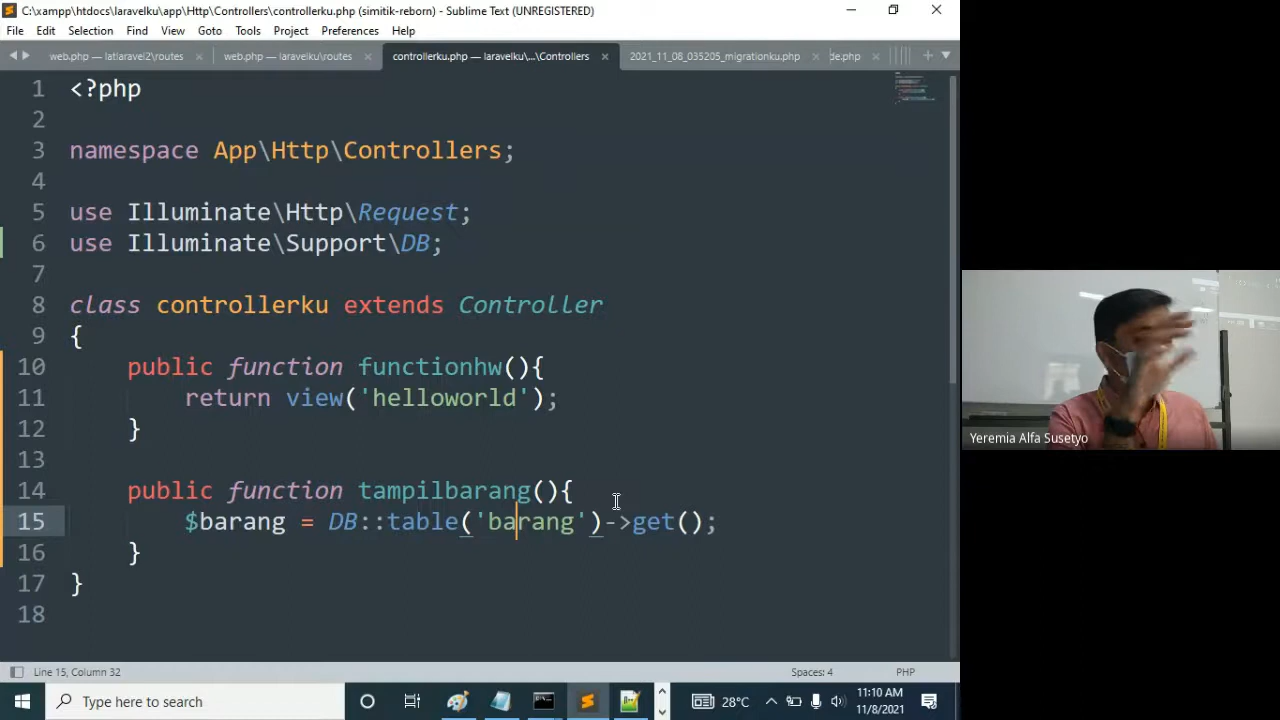 C:\xampp\htdocs\laravelku\app\Http\Controllers\controllerku.php (simitik-reborn) - Sublime Text (UNREGISTERED)
File Edit Selection Find View Goto Tools Project Preferences Help
web.php — latlaravel2\routes web.php — laravelku\routes controllerku.php — laravelku\...\Controllers 2021_11_08_035205_migrationku.php de.php
1 <?php
2
3 namespace App\Http\Controllers;
4
5 use Illuminate\Http\Request;
6 use Illuminate\Support\DB;
7
8 class controllerku extends Controller
9 {
10 public function functionhw(){
11 return view('helloworld');
12 }
13
14 public function tampilbarang(){
15 $barang = DB::table('barang')->get();
16 }
17 }
18
Yeremia Alfa Susetyo
Line 15, Column 32 Spaces: 4 PHP
Type here to search 28°C 11:10 AM
11/8/2021